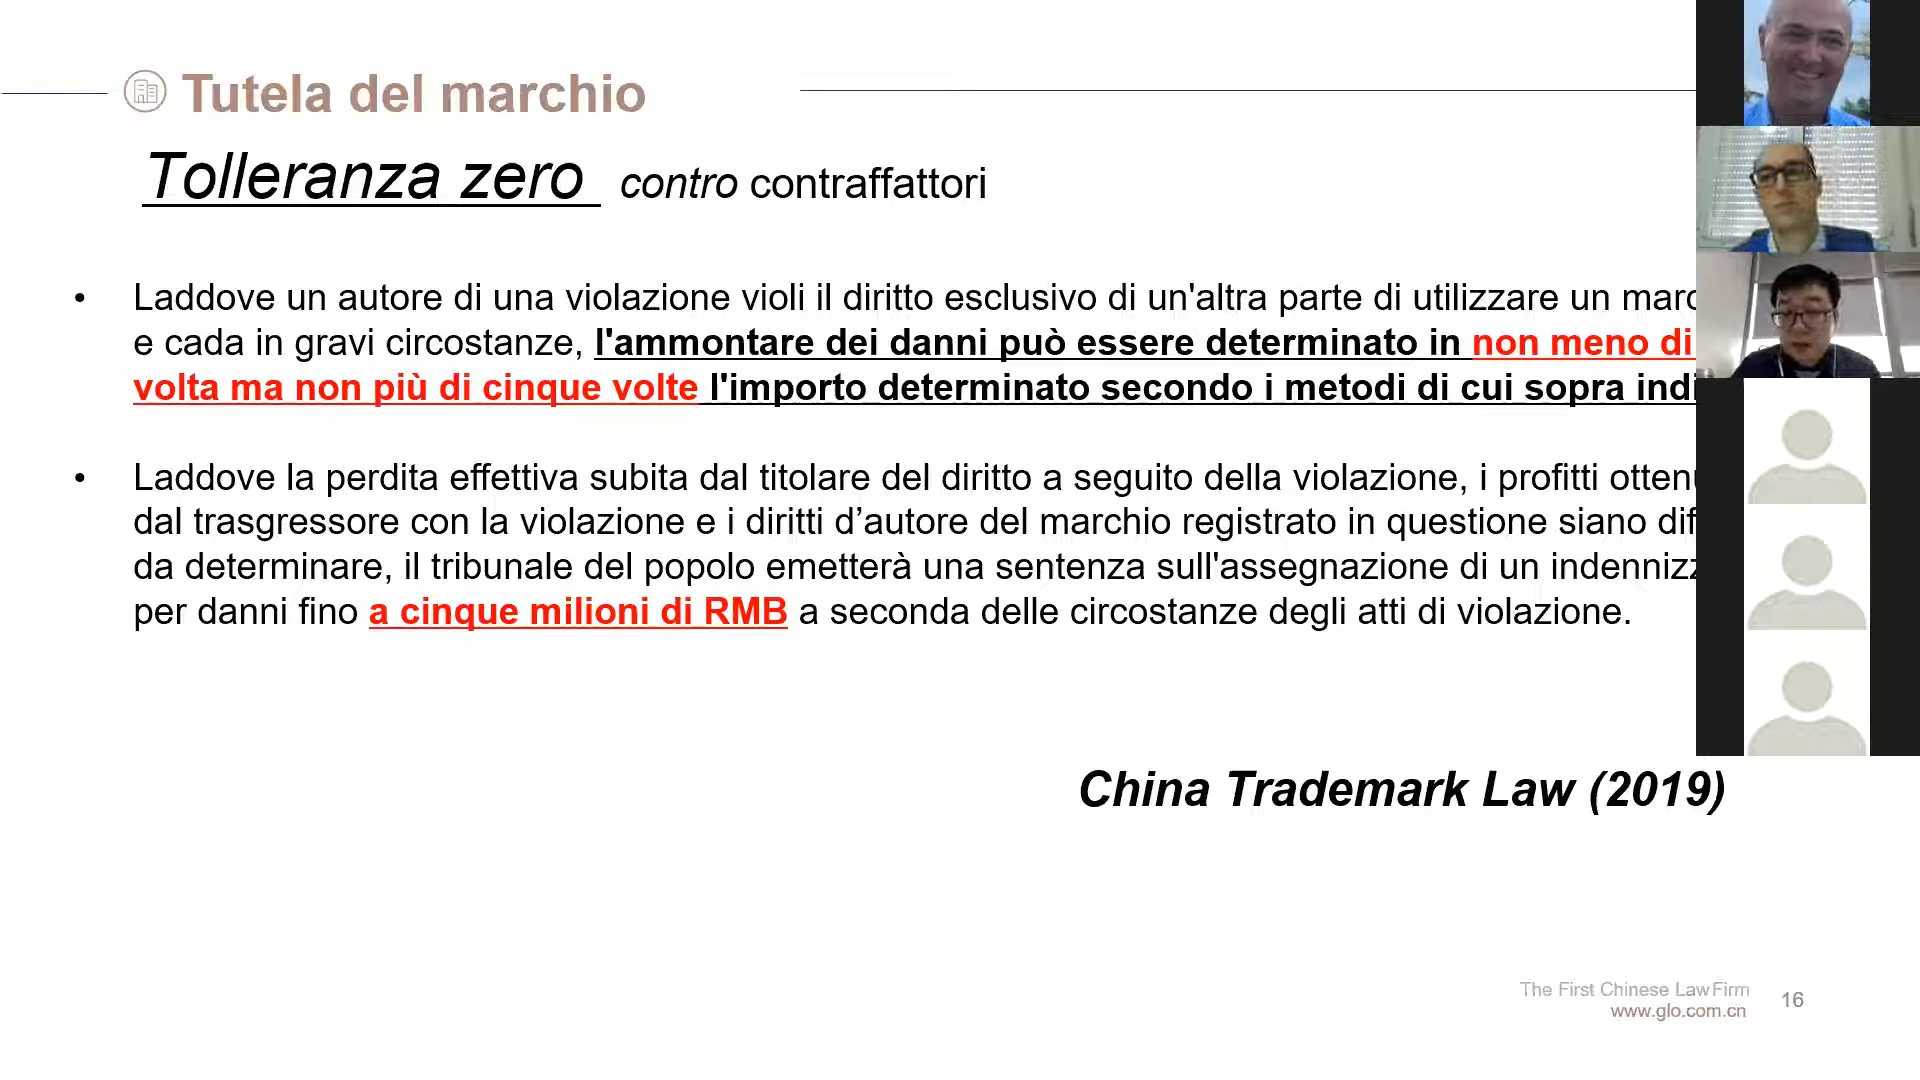 Tutela del marchio
Tolleranza zero contro contraffattori
• Laddove un autore di una violazione violi il diritto esclusivo di un'altra parte di utilizzare un
e cada in gravi circostanze, l'ammontare dei danni può essere determinato in non meno di
volta ma non più di cinque volte l'importo determinato secondo i metodi di cui sopra
• Laddove la perdita effettiva subita dal titolare del diritto a seguito della violazione, i profitti
dal trasgressore con la violazione e i diritti d’autore del marchio registrato in questione siano
da determinare, il tribunale del popolo emetterà una sentenza sull'assegnazione di un
per danni fino a cinque milioni di RMB a seconda delle circostanze degli atti di violazione.
China Trademark Law (2019)
The First Chinese Law Firm
www.glo.com.cn
16